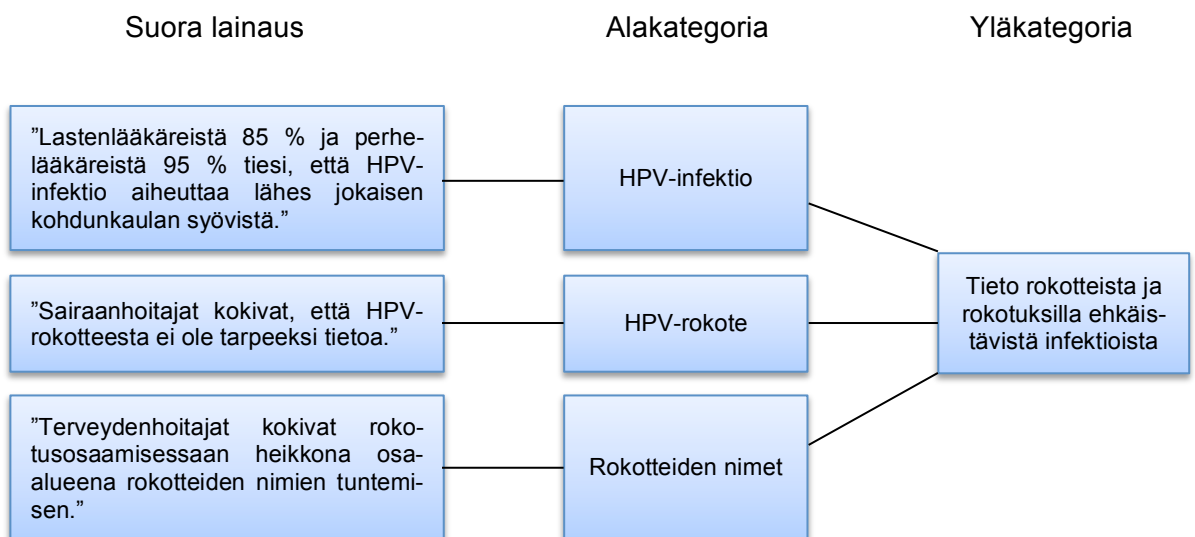 Suora lainaus
Alakategoria
Yläkategoria
”Lastenlääkäreistä 85 % ja perhe-
lääkäreistä 95 % tiesi, että HPV-
infektio aiheuttaa lähes jokaisen
kohdunkaulan syövistä.”
HPV-infektio
”Sairaanhoitajat kokivat, että HPV-
rokotteesta ei ole tarpeeksi tietoa.”
HPV-rokote
Tieto rokotteista ja
rokotuksilla ehkäis-
tävistä infektioista
”Terveydenhoitajat kokivat roko-
tusosaamisessaan heikkona osa-
alueena rokotteiden nimien tuntemi-
sen.”
Rokotteiden nimet